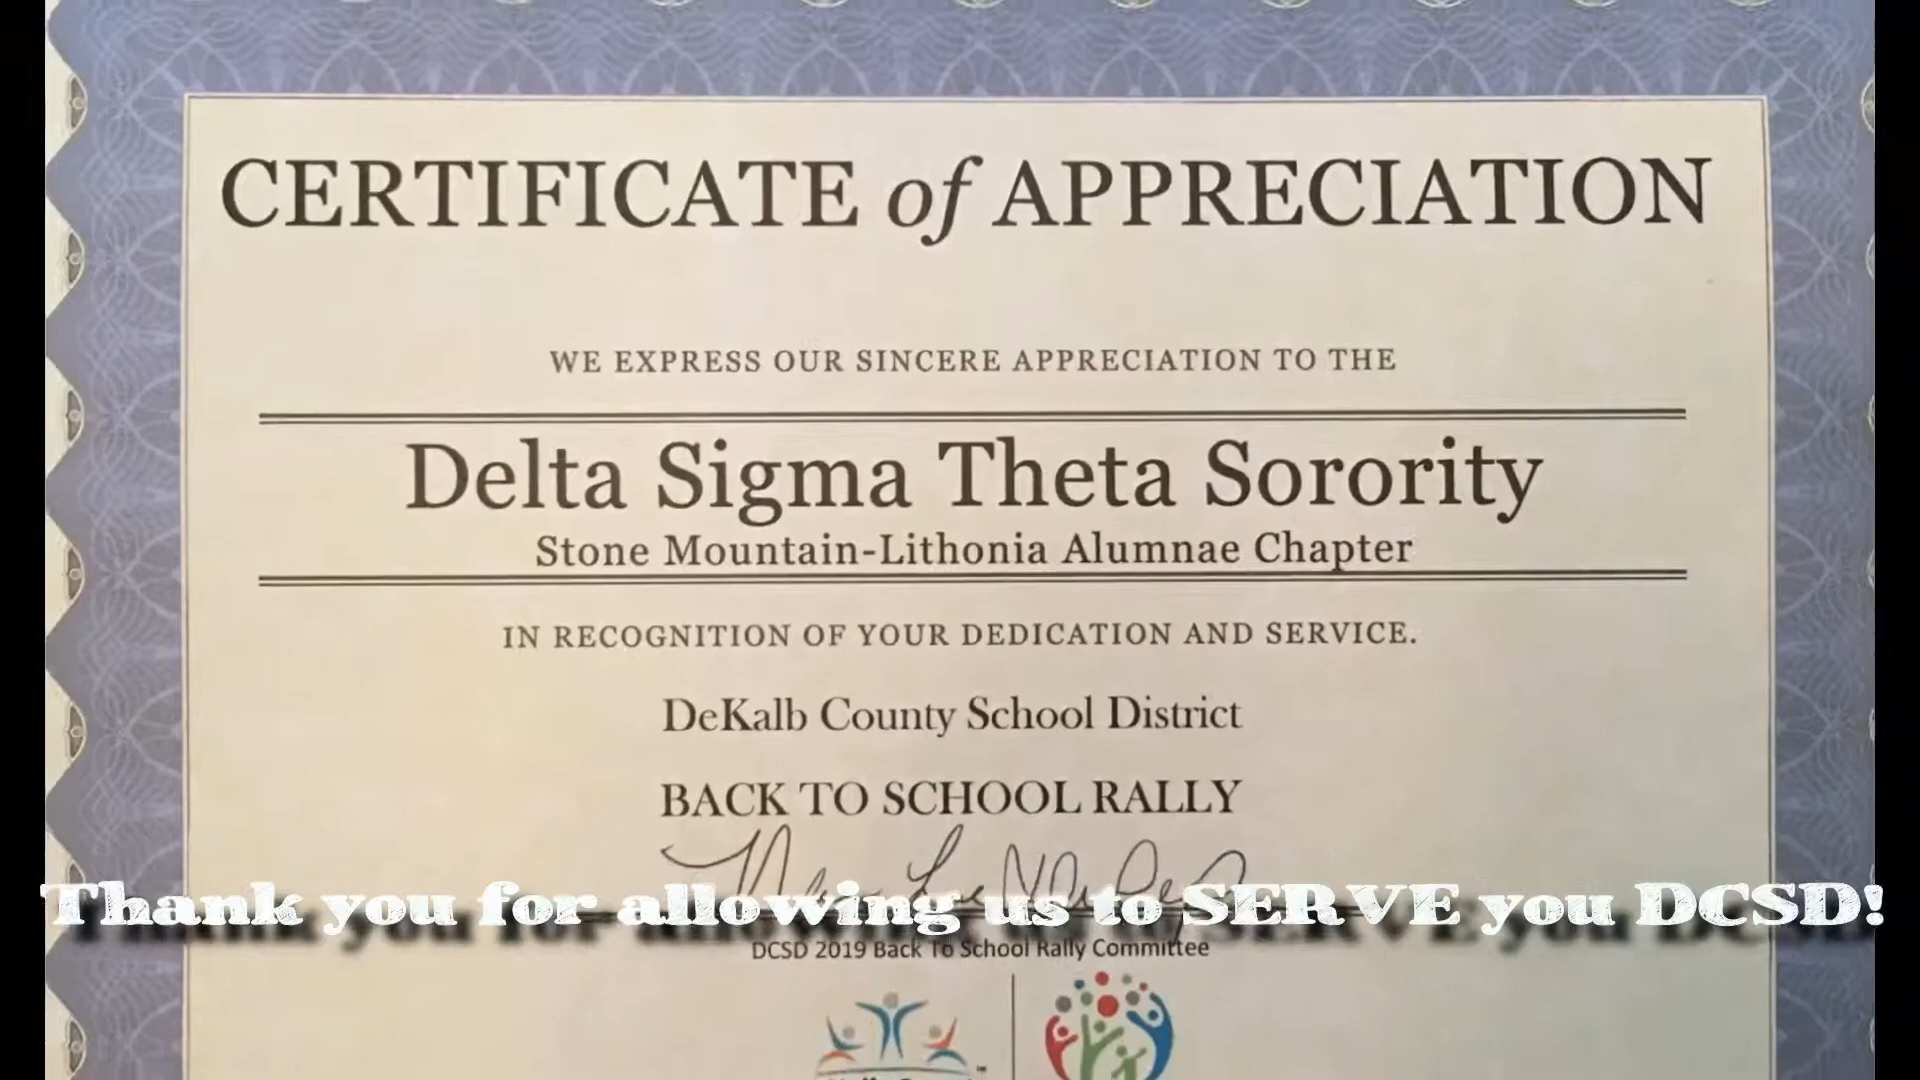 CERTIFICATE of APPRECIATION
WE EXPRESS OUR SINCERE APPRECIATION TO THE
Delta Sigma Theta Sorority
Stone Mountain-Lithonia Alumnae Chapter
IN RECOGNITION OF YOUR DEDICATION AND SERVICE.
DeKalb County School District
BACK TO SCHOOL RALLY
Thank you for allowing us to SERVE you DCSD!
DCSD 2019 Back To School Rally Committee